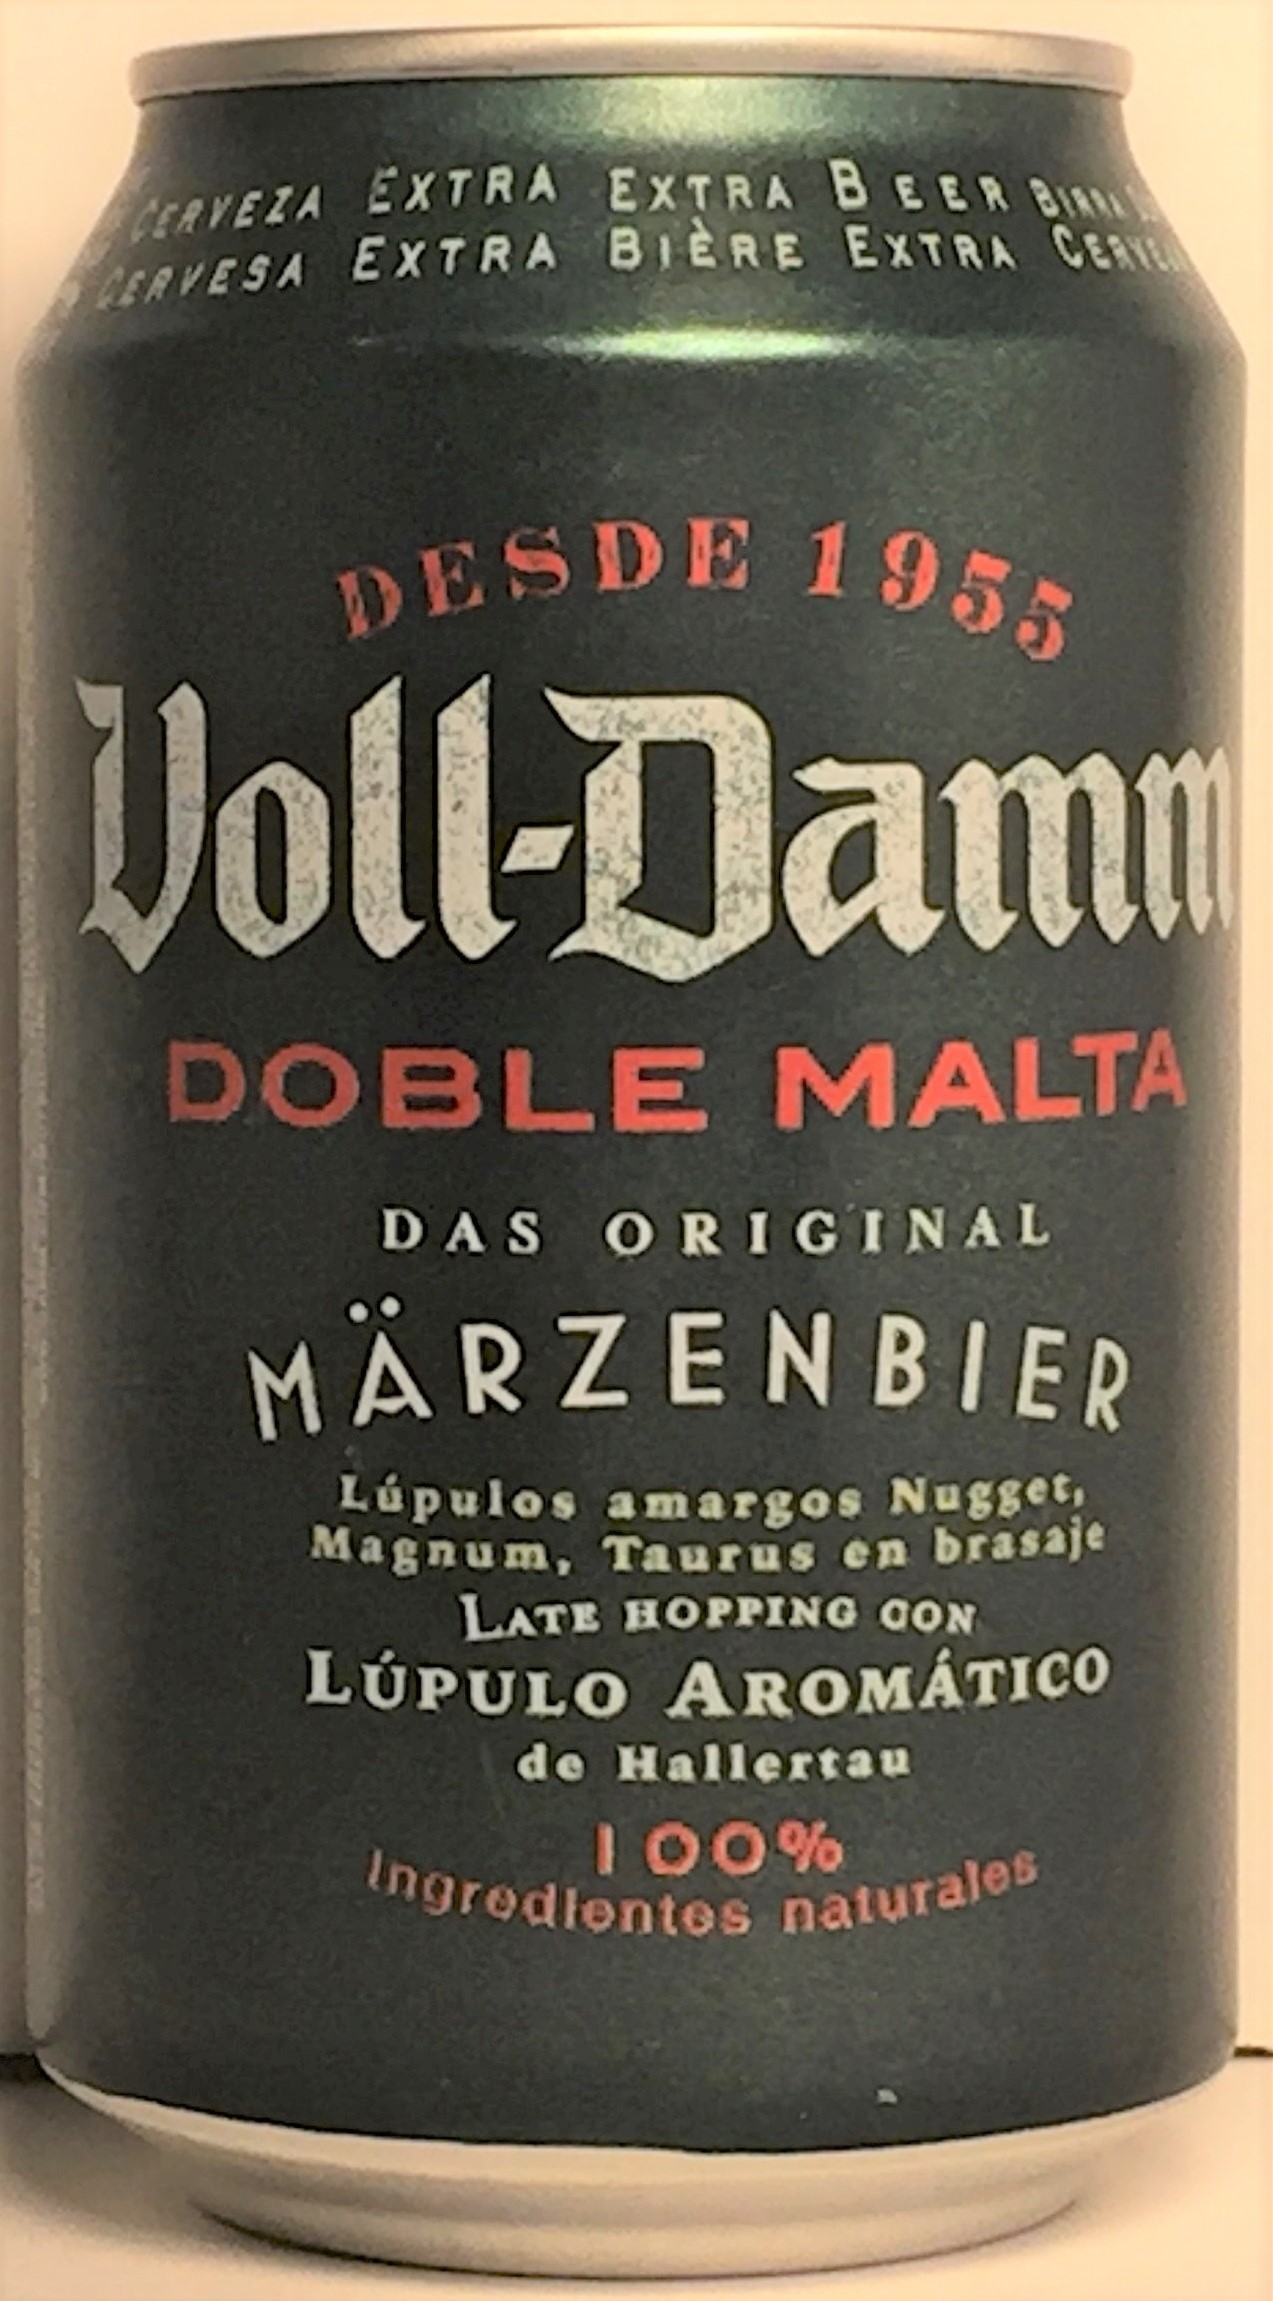 CERVEZA EXTRA EXTRA BEER BIRRA
CERVESA EXTRA BIÈRE EXTRA
DESDE 1955
Voll-Damm
DOBLE MALTA
DAS ORIGINAL
MÄRZENBIER
Lúpulos amargos Nugget,
Magnum, Taurus en brasaje
LATE HOPPING CON
LÚPULO AROMÁTICO
de Hallertau
100%
Ingredientes naturales